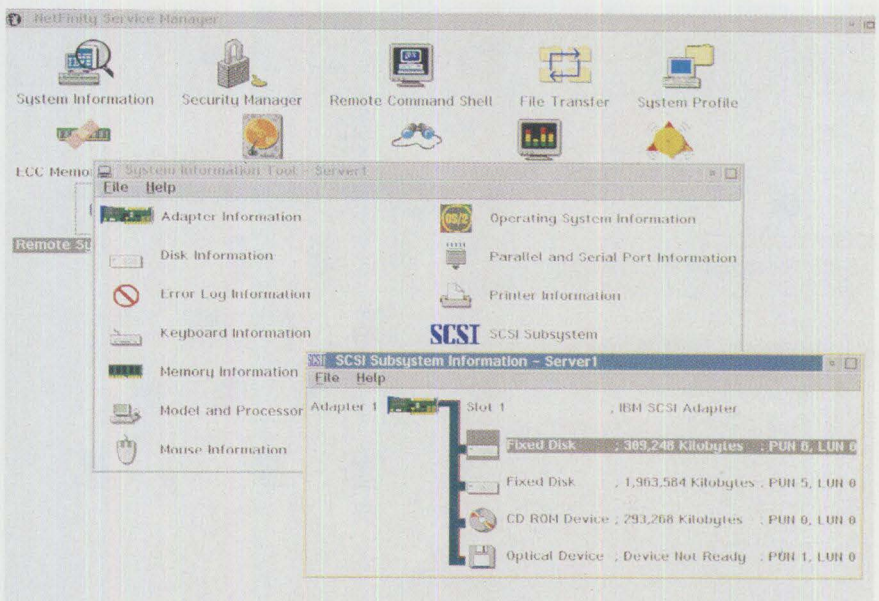 NetFinity Service Manager
System Information
Security Manager
Remote Command Shell
File Transfer
System Profile
ECC Memo
Remote Sy
System Information Tool - Server1
File Help
Adapter Information
Disk Information
Error Log Information
Keyboard Information
Memory Information
Model and Processor
Mouse Information
OS/2 Operating System Information
Parallel and Serial Port Information
Printer Information
SCSI SCSI Subsystem
SCSI SCSI Subsystem Information - Server1
File Help
Adapter 1 Slot 1 ; IBM SCSI Adapter
Fixed Disk ; 309,248 Kilobytes ; PUN 6, LUN 0
Fixed Disk ; 1,963,584 Kilobytes ; PUN 5, LUN 0
CD ROM Device ; 293,268 Kilobytes ; PUN 0, LUN 0
Optical Device ; Device Not Ready ; PUN 1, LUN 0